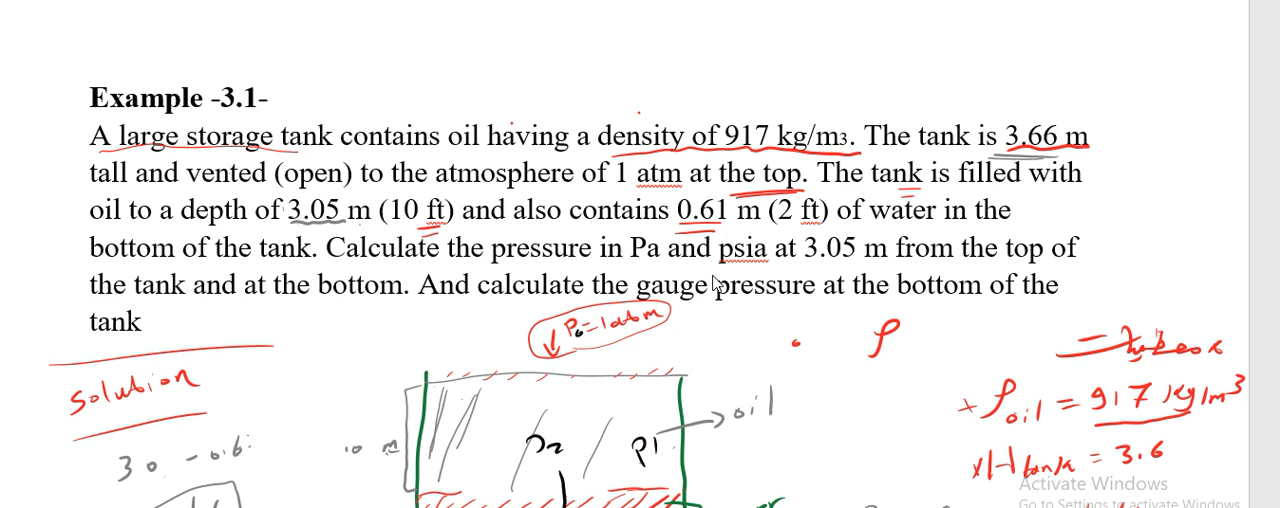 Example -3.1-
A large storage tank contains oil having a density of 917 kg/m3. The tank is 3.66 m
tall and vented (open) to the atmosphere of 1 atm at the top. The tank is filled with
oil to a depth of 3.05 m (10 ft) and also contains 0.61 m (2 ft) of water in the
bottom of the tank. Calculate the pressure in Pa and psia at 3.05 m from the top of
the tank and at the bottom. And calculate the gauge pressure at the bottom of the
tank
P₀=1atm
ρ
Solution
oil
+ ρoil = 917 kg/m³
P1
xH tank = 3.6
Activate Windows
Go to Settings to activate Windows.